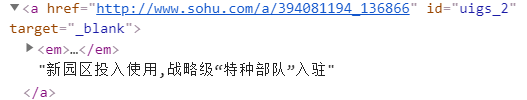 ▼<a href="http://www.sohu.com/a/394081194_136866" id="uigs_2"
target="_blank">
▶<em>…</em>
"新园区投入使用,战略级“特种部队”入驻"
</a>